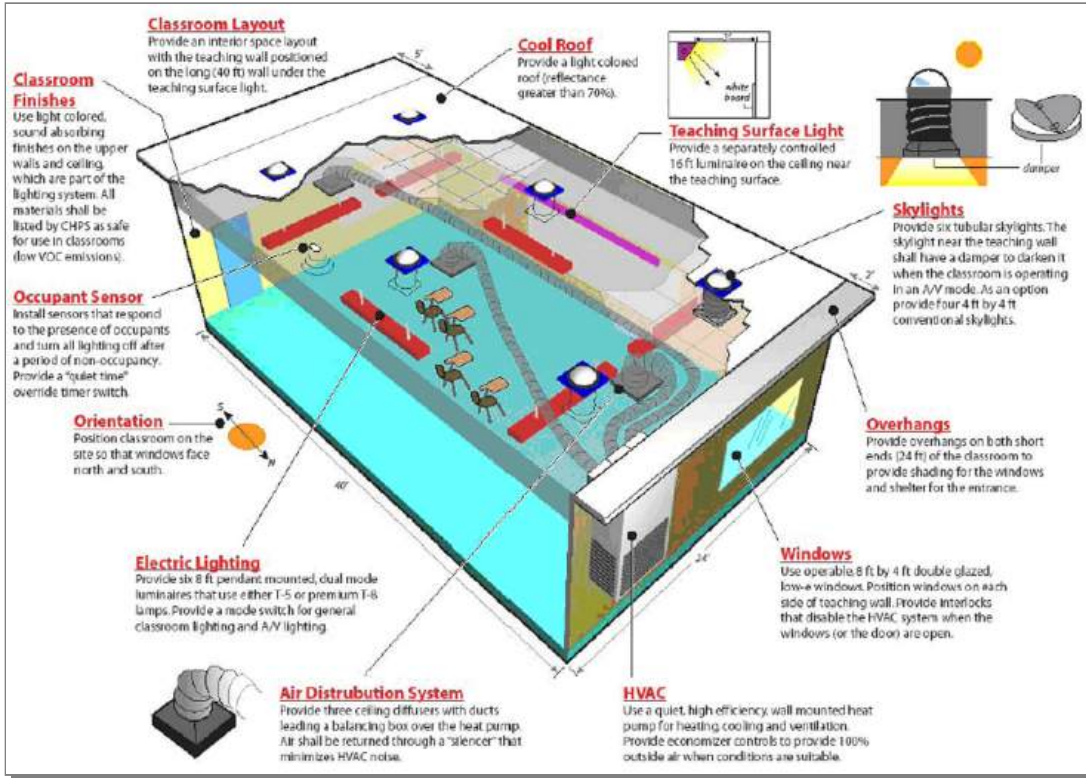 Classroom Layout
Provide an interior space layout
with the teaching wall positioned
on the long (40 ft) wall under the
teaching surface light.
5'
Cool Roof
Provide a light colored
roof (reflectance
greater than 70%).
white
board
damper
Classroom
Finishes
Use light colored,
sound absorbing
finishes on the upper
walls and ceiling,
which are part of the
lighting system. All
materials shall be
listed by CHPS as safe
for use in classrooms
(low VOC emissions).
Teaching Surface Light
Provide a separately controlled
16 ft luminaire on the ceiling near
the teaching surface.
Skylights
Provide six tubular skylights. The
skylight near the teaching wall
shall have a damper to darken it
when the classroom is operating
in an A/V mode. As an option
provide four 4 ft by 4 ft
conventional skylights.
2'
Occupant Sensor
Install sensors that respond
to the presence of occupants
and turn all lighting off after
a period of non-occupancy.
Provide a "quiet time"
override timer switch.
Orientation
Position classroom on the
site so that windows face
north and south.
S
N
40'
24'
Overhangs
Provide overhangs on both short
ends (24 ft) of the classroom to
provide shading for the windows
and shelter for the entrance.
Electric Lighting
Provide six 8 ft pendant mounted, dual mode
luminaires that use either T-5 or premium T-8
lamps. Provide a mode switch for general
classroom lighting and A/V lighting.
Windows
Use operable, 8 ft by 4 ft double glazed,
low-e windows. Position windows on each
side of teaching wall. Provide interlocks
that disable the HVAC system when the
windows (or the door) are open.
Air Distrubution System
Provide three ceiling diffusers with ducts
leading a balancing box over the heat pump.
Air shall be returned through a "silencer" that
minimizes HVAC noise.
HVAC
Use a quiet, high efficiency, wall mounted heat
pump for heating, cooling and ventilation.
Provide economizer controls to provide 100%
outside air when conditions are suitable.